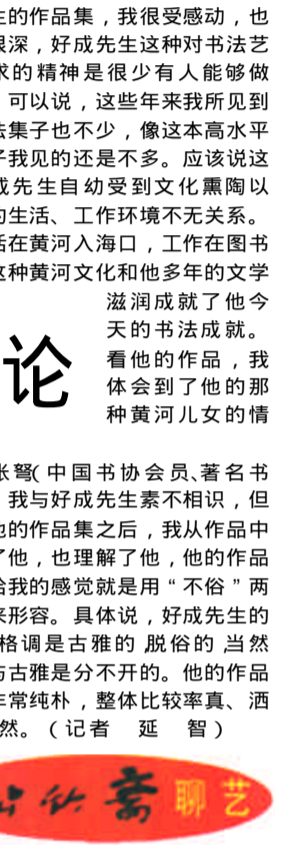 生的作品集，我很受感动，也
很深，好成先生这种对书法艺
求的精神是很少有人能够做
可以说，这些年来我所见到
法集子也不少，像这本高水平
子我见的还是不多。应该说这
成先生自幼受到文化熏陶以
的生活、工作环境不无关系。
活在黄河入海口，工作在图书
这种黄河文化和他多年的文学
滋润成就了他今
天的书法成就。
看他的作品，我
体会到了他的那
种黄河儿女的情
论
张弩(中国书协会员、著名书
我与好成先生素不相识，但
他的作品集之后，我从作品中
了他，也理解了他，他的作品
给我的感觉就是用“不俗”两
来形容。具体说，好成先生的
格调是古雅的,脱俗的,当然
与古雅是分不开的。他的作品
非常纯朴，整体比较率真、洒
然。(记者 延 智)
斋 聊艺